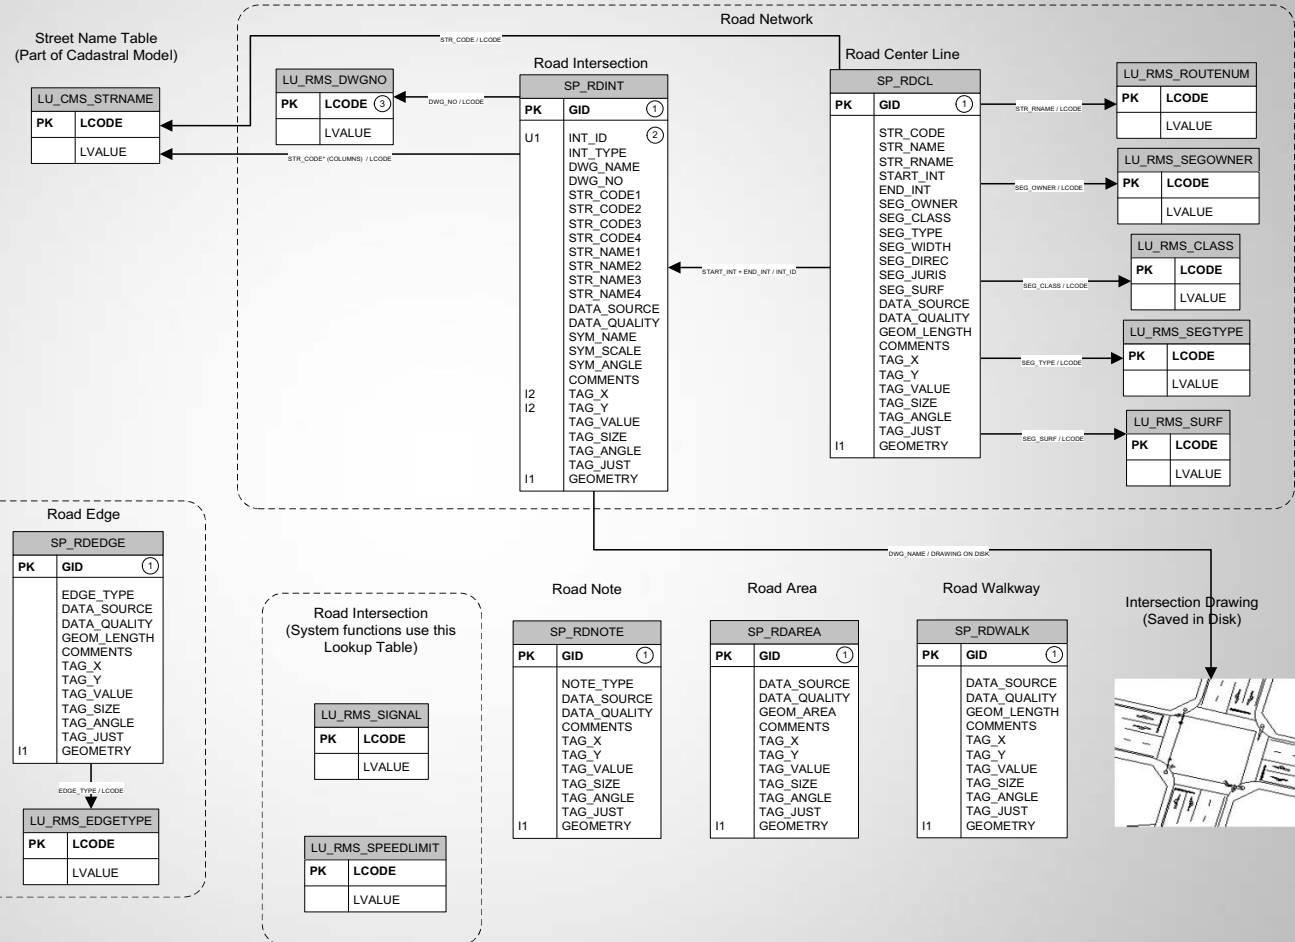 Road Network
Street Name Table
(Part of Cadastral Model)
LU_CMS_STRNAME
PK LCODE
LVALUE
STR_CODE / LCODE
LU_RMS_DWGNO
PK LCODE 3
LVALUE
DWG_NO / LCODE
STR_CODE* (COLUMNS) / LCODE
Road Intersection
SP_RDINT
PK GID 1
U1 INT_ID 2
INT_TYPE
DWG_NAME
DWG_NO
STR_CODE1
STR_CODE2
STR_CODE3
STR_CODE4
STR_NAME1
STR_NAME2
STR_NAME3
STR_NAME4
DATA_SOURCE
DATA_QUALITY
SYM_NAME
SYM_SCALE
SYM_ANGLE
COMMENTS
I2 TAG_X
I2 TAG_Y
TAG_VALUE
TAG_SIZE
TAG_ANGLE
TAG_JUST
I1 GEOMETRY
START_INT + END_INT / INT_ID
Road Center Line
SP_RDCL
PK GID 1
STR_CODE
STR_NAME
STR_RNAME
START_INT
END_INT
SEG_OWNER
SEG_CLASS
SEG_TYPE
SEG_WIDTH
SEG_DIREC
SEG_JURIS
SEG_SURF
DATA_SOURCE
DATA_QUALITY
GEOM_LENGTH
COMMENTS
TAG_X
TAG_Y
TAG_VALUE
TAG_SIZE
TAG_ANGLE
TAG_JUST
I1 GEOMETRY
STR_RNAME / LCODE
LU_RMS_ROUTENUM
PK LCODE
LVALUE
SEG_OWNER / LCODE
LU_RMS_SEGOWNER
PK LCODE
LVALUE
SEG_CLASS / LCODE
LU_RMS_CLASS
PK LCODE
LVALUE
SEG_TYPE / LCODE
LU_RMS_SEGTYPE
PK LCODE
LVALUE
SEG_SURF / LCODE
LU_RMS_SURF
PK LCODE
LVALUE
Road Edge
SP_RDEDGE
PK GID 1
EDGE_TYPE
DATA_SOURCE
DATA_QUALITY
GEOM_LENGTH
COMMENTS
TAG_X
TAG_Y
TAG_VALUE
TAG_SIZE
TAG_ANGLE
TAG_JUST
I1 GEOMETRY
EDGE_TYPE / LCODE
LU_RMS_EDGETYPE
PK LCODE
LVALUE
Road Intersection
(System functions use this
Lookup Table)
LU_RMS_SIGNAL
PK LCODE
LVALUE
LU_RMS_SPEEDLIMIT
PK LCODE
LVALUE
DWG_NAME / DRAWING ON DISK
Road Note
SP_RDNOTE
PK GID 1
NOTE_TYPE
DATA_SOURCE
DATA_QUALITY
COMMENTS
TAG_X
TAG_Y
TAG_VALUE
TAG_SIZE
TAG_ANGLE
TAG_JUST
I1 GEOMETRY
Road Area
SP_RDAREA
PK GID 1
DATA_SOURCE
DATA_QUALITY
GEOM_AREA
COMMENTS
TAG_X
TAG_Y
TAG_VALUE
TAG_SIZE
TAG_ANGLE
TAG_JUST
I1 GEOMETRY
Road Walkway
SP_RDWALK
PK GID 1
DATA_SOURCE
DATA_QUALITY
GEOM_LENGTH
COMMENTS
TAG_X
TAG_Y
TAG_VALUE
TAG_SIZE
TAG_ANGLE
TAG_JUST
I1 GEOMETRY
Intersection Drawing
(Saved in Disk)